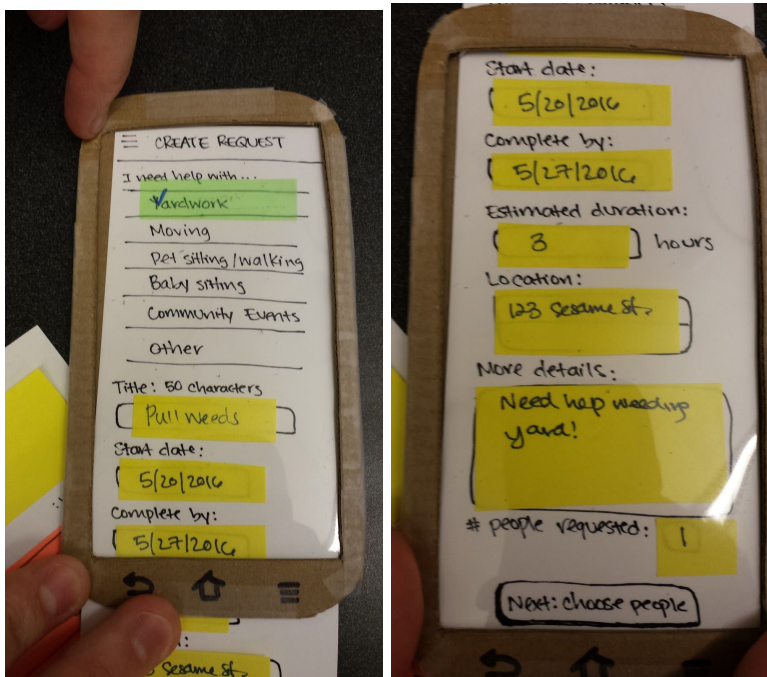 CREATE REQUEST
I need help with...
Yardwork
Moving
Pet sitting/walking
Baby sitting
Community Events
Other
Title: 50 characters
Pull Weeds
Start date:
5/20/2016
Complete by:
5/27/2016
Sesame St.
Start date:
5/20/2016
Complete by:
5/27/2016
Estimated duration:
3 hours
Location:
123 Sesame St.
More details:
Need help weeding
yard!
# people requested: 1
Next: choose people